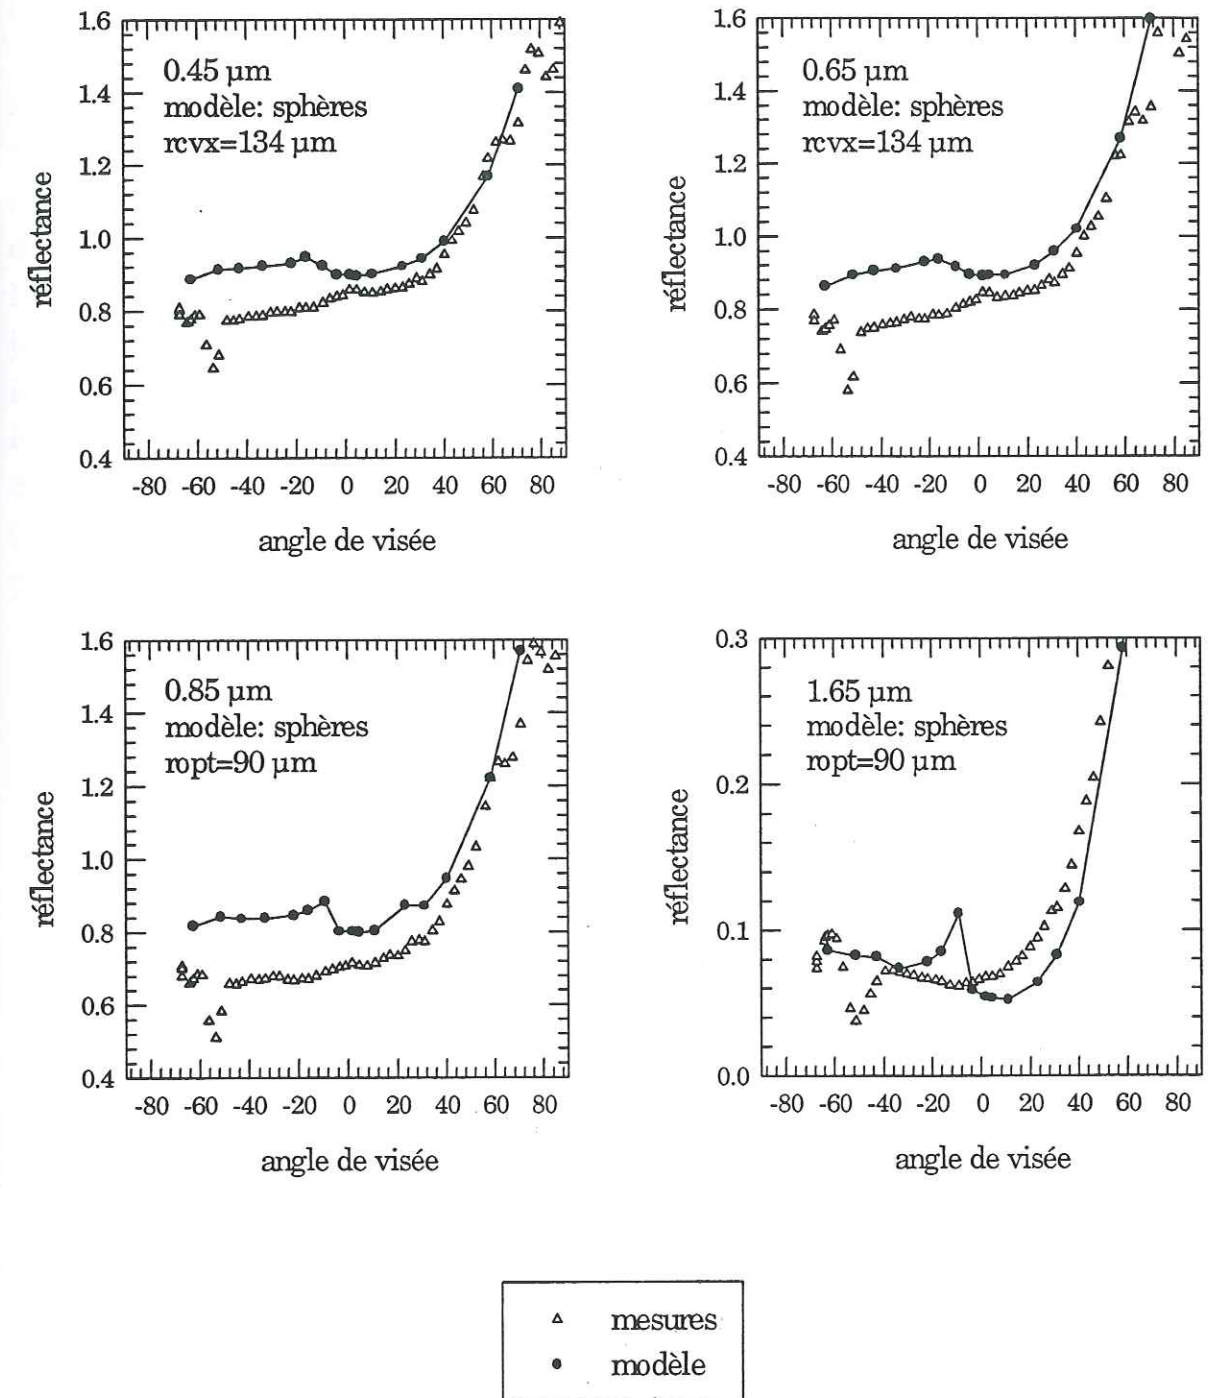 1.6
1.4
1.2
1.0
0.8
0.6
0.4
réflectance
0.45 µm
modèle: sphères
rcvx=134 µm
-80 -60 -40 -20 0 20 40 60 80
angle de visée
1.6
1.4
1.2
1.0
0.8
0.6
0.4
réflectance
0.65 µm
modèle: sphères
rcvx=134 µm
-80 -60 -40 -20 0 20 40 60 80
angle de visée
1.6
1.4
1.2
1.0
0.8
0.6
0.4
réflectance
0.85 µm
modèle: sphères
ropt=90 µm
-80 -60 -40 -20 0 20 40 60 80
angle de visée
0.3
0.2
0.1
0.0
réflectance
1.65 µm
modèle: sphères
ropt=90 µm
-80 -60 -40 -20 0 20 40 60 80
angle de visée
mesures
modèle